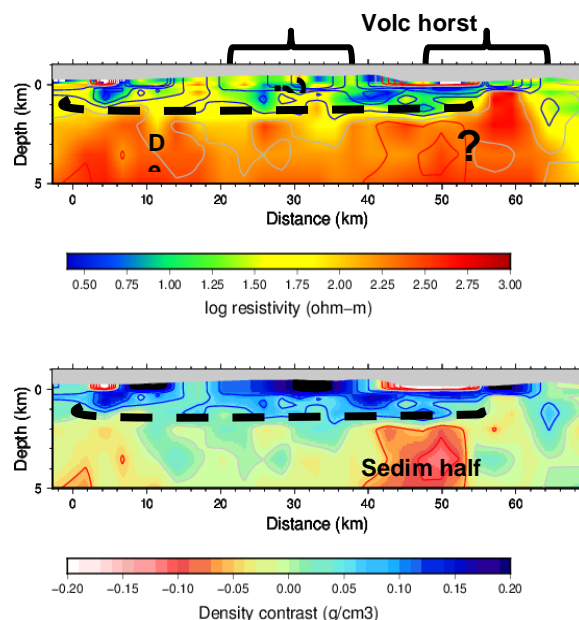 Volc horst
Depth (km)
0
5
D
?
0 10 20 30 40 50 60
Distance (km)
0.50 0.75 1.00 1.25 1.50 1.75 2.00 2.25 2.50 2.75 3.00
log resistivity (ohm−m)
Depth (km)
0
5
Sedim half
0 10 20 30 40 50 60 70
Distance (km)
−0.20 −0.15 −0.10 −0.05 0.00 0.05 0.10 0.15 0.20
Density contrast (g/cm3)